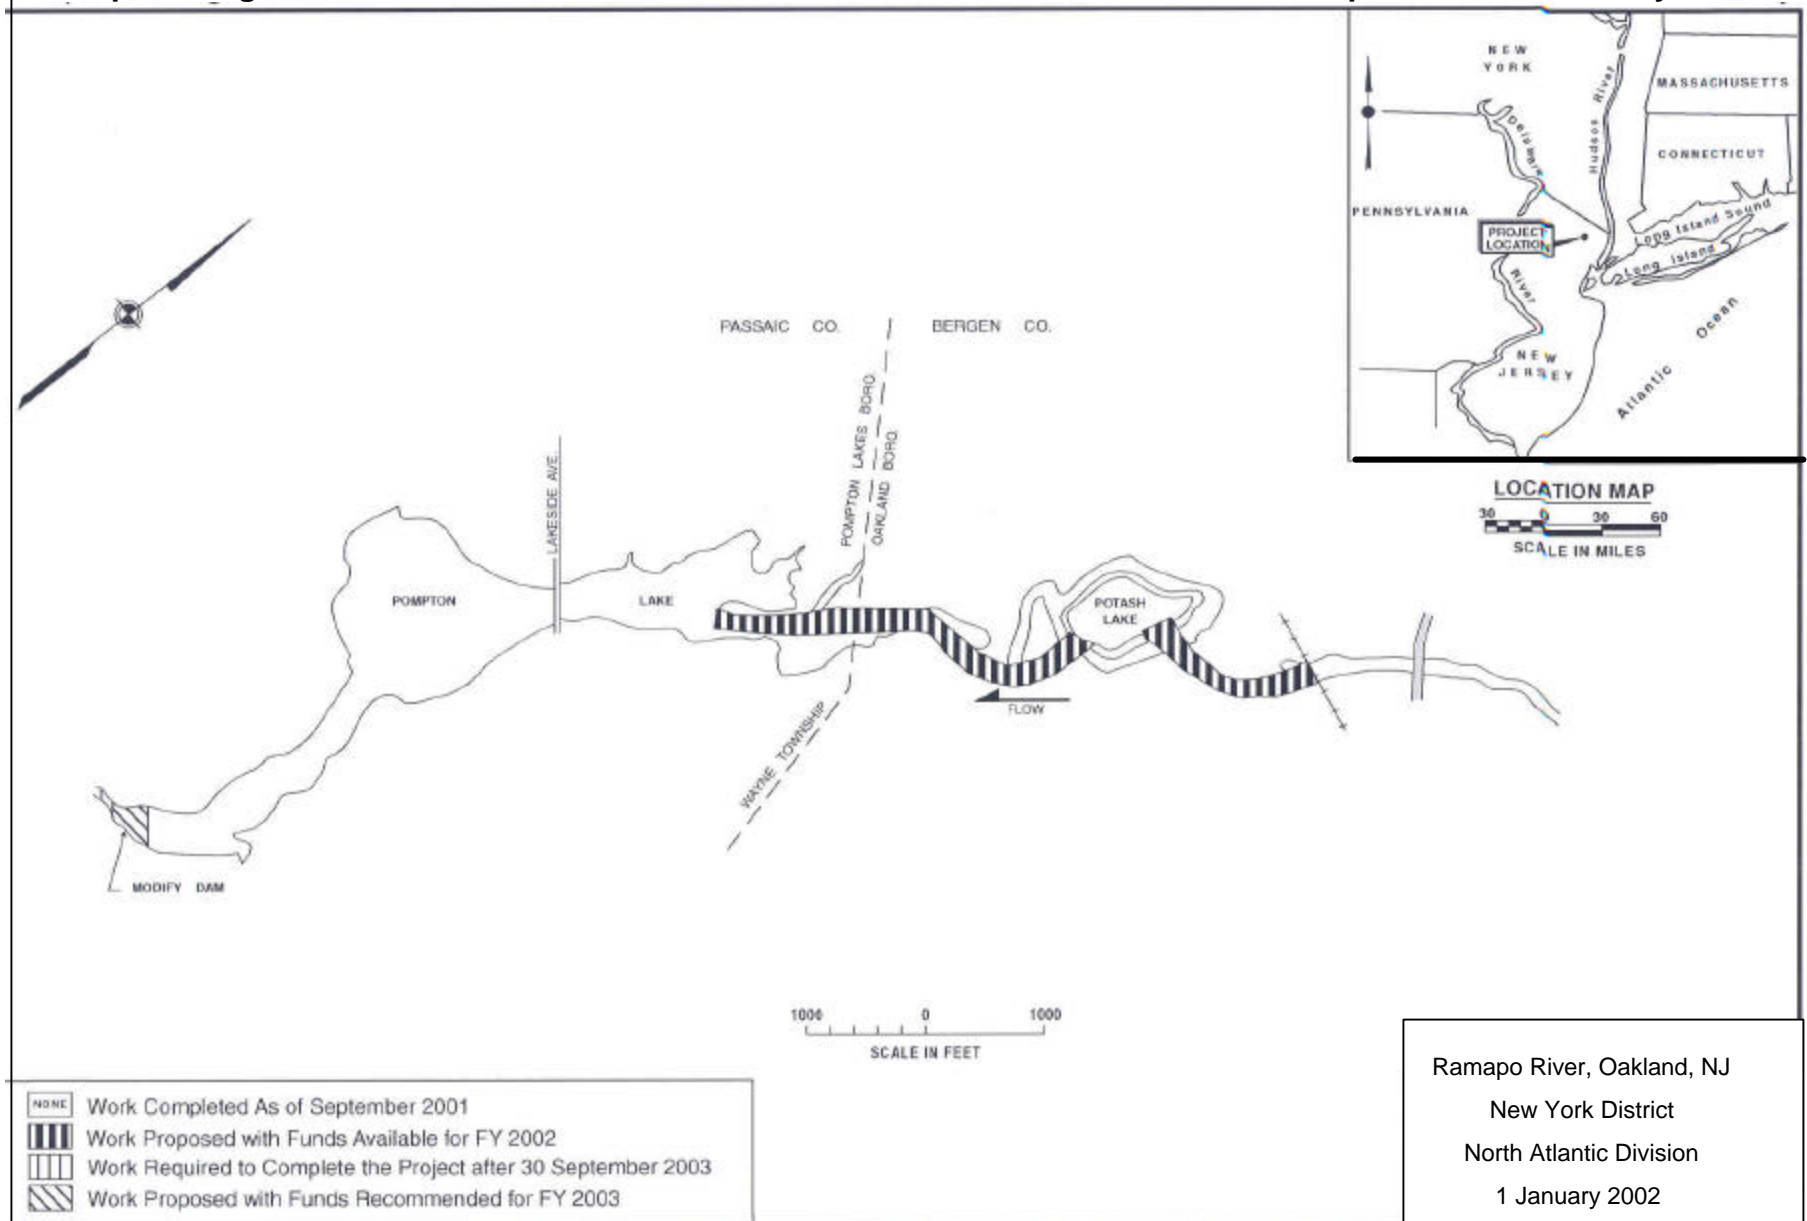 NEW
YORK
MASSACHUSETTS
Hudson River
Delaware
CONNECTICUT
PENNSYLVANIA
PROJECT
LOCATION
Long Island Sound
Long Island
River
Atlantic Ocean
NEW
JERSEY
LOCATION MAP
30 0 30 60
SCALE IN MILES
PASSAIC CO. BERGEN CO.
POMPTON LAKES BORO.
OAKLAND BORO.
LAKESIDE AVE.
POMPTON LAKE
POTASH
LAKE
FLOW
WAYNE TOWNSHIP
MODIFY DAM
1000 0 1000
SCALE IN FEET
NONE Work Completed As of September 2001
Work Proposed with Funds Available for FY 2002
Work Required to Complete the Project after 30 September 2003
Work Proposed with Funds Recommended for FY 2003
Ramapo River, Oakland, NJ
New York District
North Atlantic Division
1 January 2002